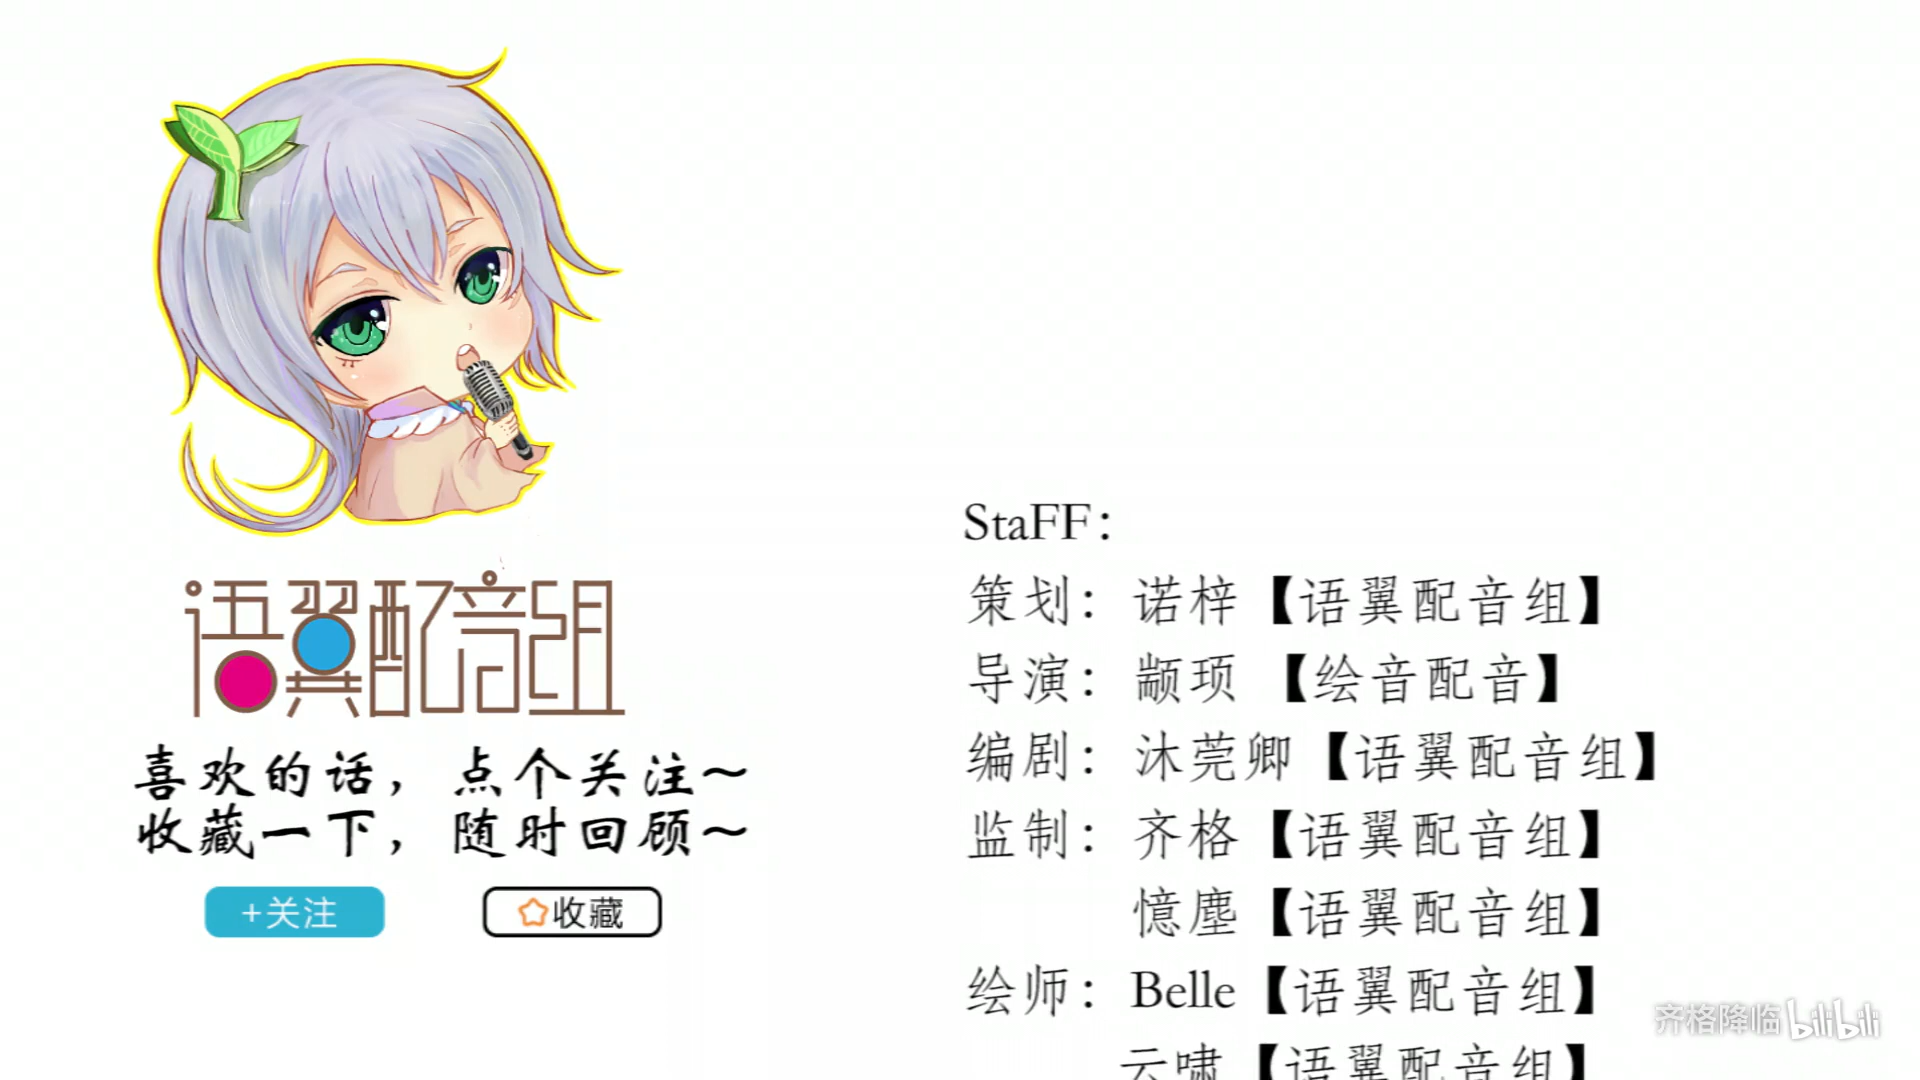 语翼配音组
喜欢的话，点个关注～
收藏一下，随时回顾～
+关注
收藏
StaFF：
策划：诺梓【语翼配音组】
导演：颛顼【绘音配音】
编剧：沐莞卿【语翼配音组】
监制：齐格【语翼配音组】
憶塵【语翼配音组】
绘师：Belle【语翼配音组】
云啸【语翼配音组】
齐格降临 bilibili